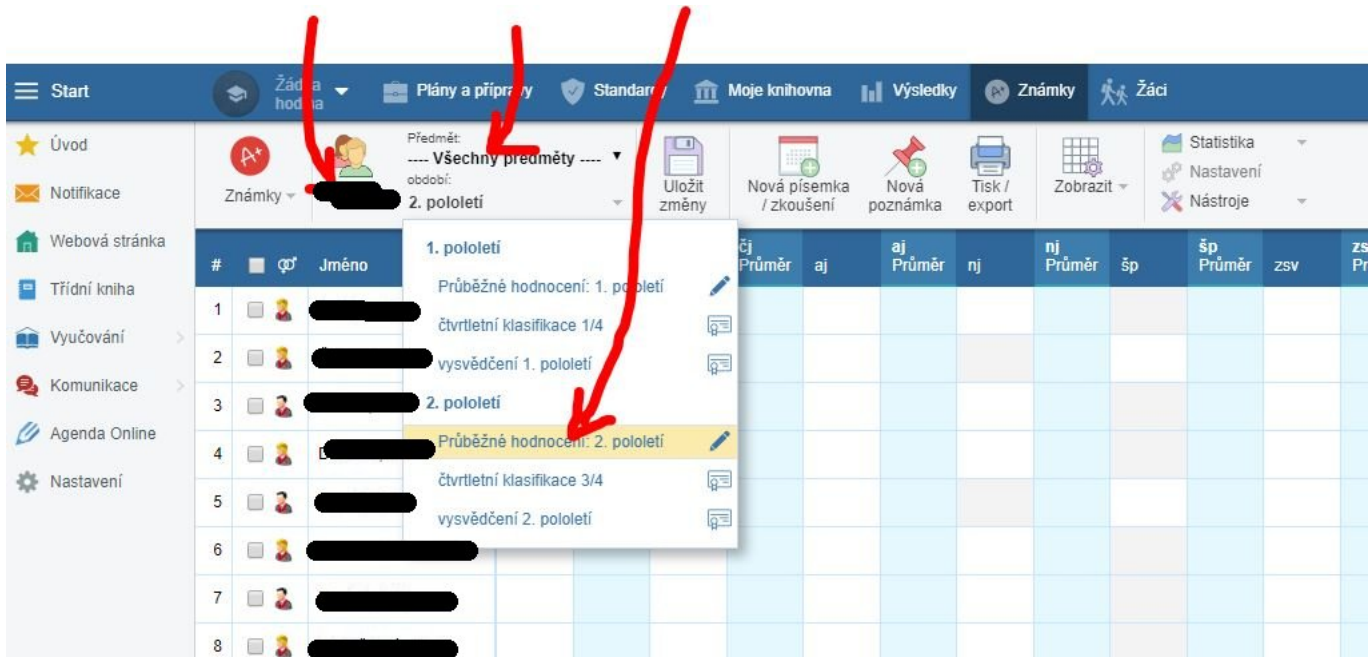 Start
Žádná hodina
Plány a přípravy
Standardy
Moje knihovna
Výsledky
Známky
Žáci
Úvod
Notifikace
Webová stránka
Třídní kniha
Vyučování
Komunikace
Agenda Online
Nastavení
Známky
Předmět:
---- Všechny předměty ----
období:
2. pololetí
Uložit
změny
Nová písemka
/ zkoušení
Nová
poznámka
Tisk /
export
Zobrazit
Statistika
Nastavení
Nástroje
# Jméno
čj
Průměr
aj
aj
Průměr
nj
nj
Průměr
šp
šp
Průměr
zsv
1. pololetí
Průběžné hodnocení: 1. pololetí
čtvrtletní klasifikace 1/4
vysvědčení 1. pololetí
2. pololetí
Průběžné hodnocení: 2. pololetí
čtvrtletní klasifikace 3/4
vysvědčení 2. pololetí
1
2
3
4
5
6
7
8